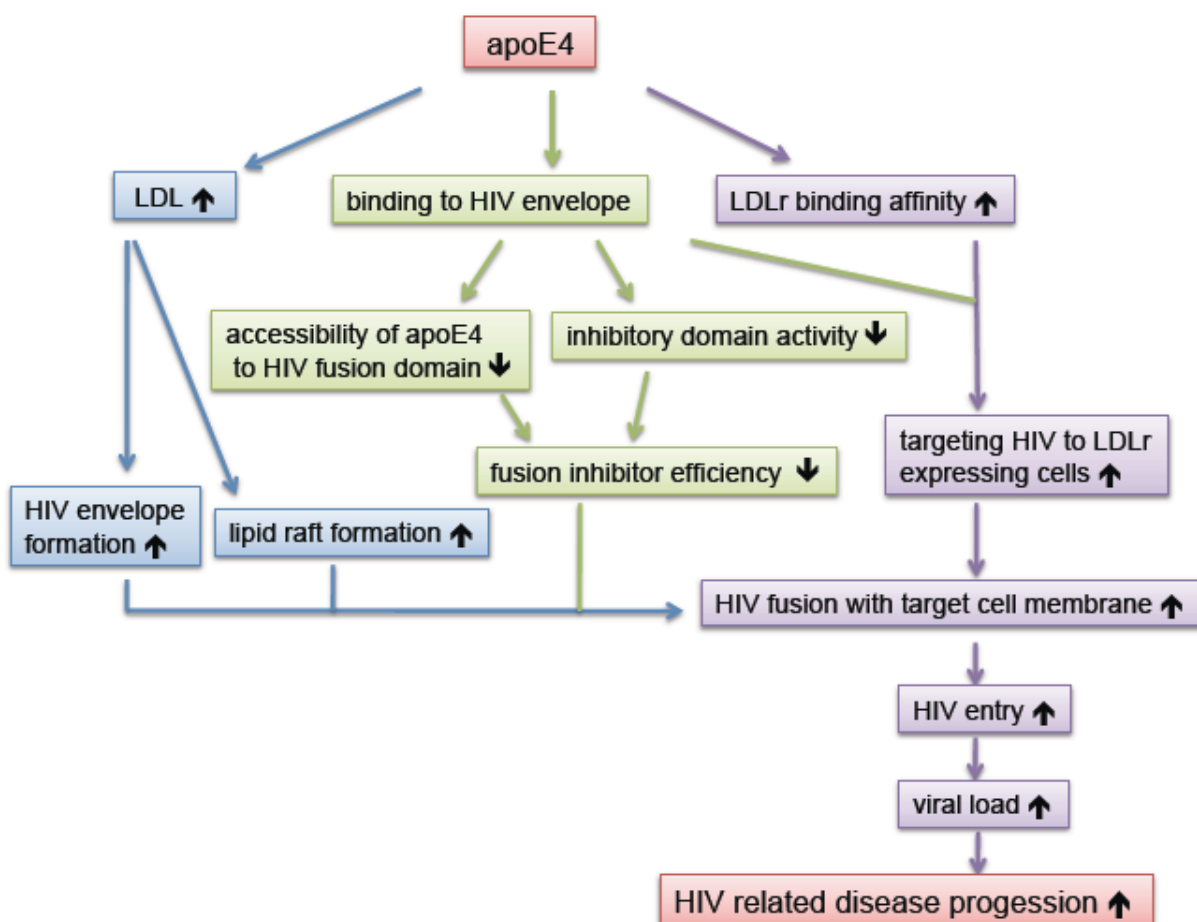 apoE4
LDL ↑
binding to HIV envelope
LDLr binding affinity ↑
accessibility of apoE4
to HIV fusion domain ↓
inhibitory domain activity ↓
targeting HIV to LDLr
expressing cells ↑
fusion inhibitor efficiency ↓
HIV envelope
formation ↑
lipid raft formation ↑
HIV fusion with target cell membrane ↑
HIV entry ↑
viral load ↑
HIV related disease progession ↑